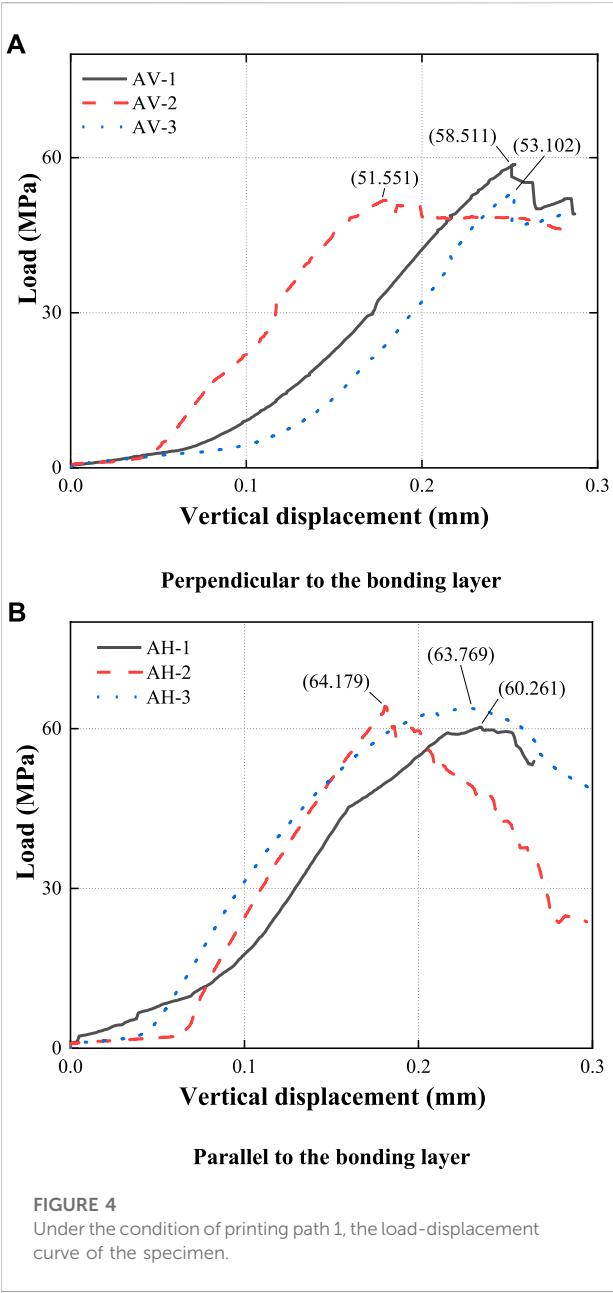 A
AV-1
AV-2
AV-3
(58.511)
(53.102)
(51.551)
60
30
0
Load (MPa)
0.0 0.1 0.2 0.3
Vertical displacement (mm)
Perpendicular to the bonding layer
B
AH-1
AH-2
AH-3
(63.769)
(64.179)
(60.261)
60
30
0
Load (MPa)
0.0 0.1 0.2 0.3
Vertical displacement (mm)
Parallel to the bonding layer
FIGURE 4
Under the condition of printing path 1, the load-displacement
curve of the specimen.